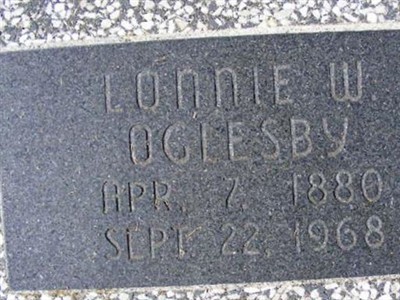 LONNIE W.
OGLESBY
APR. 7, 1880
SEPT. 22, 1968